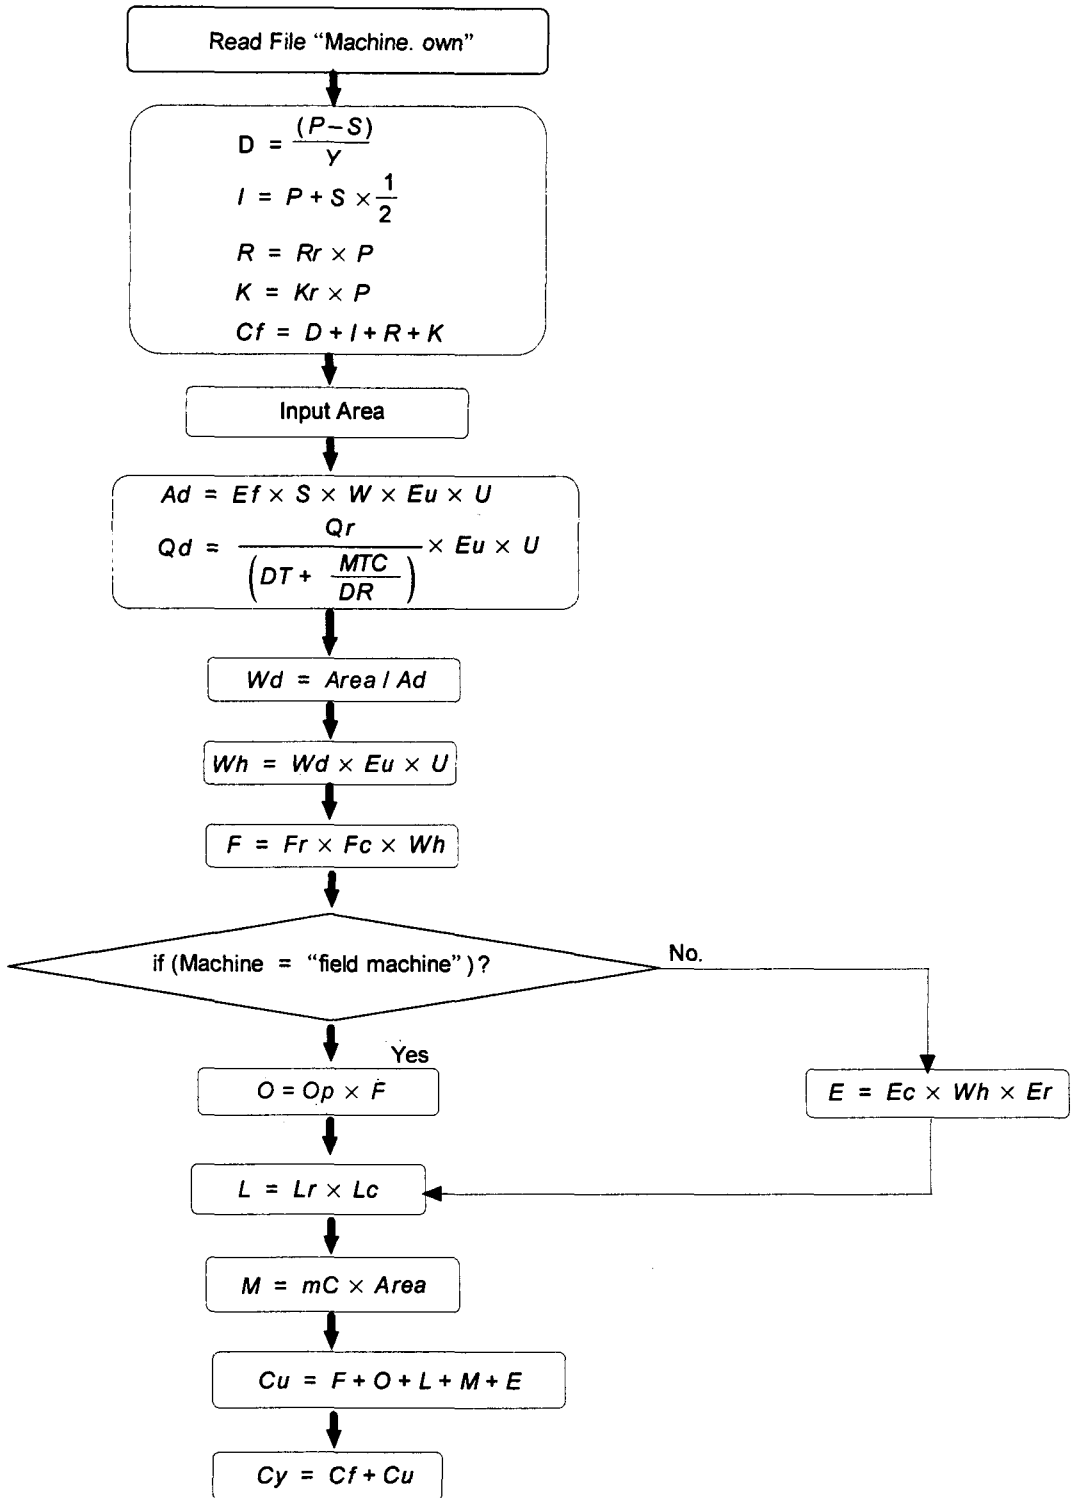 Read File “Machine. own”
D = (P−S) / Y
I = P + S × 1/2
R = Rr × P
K = Kr × P
Cf = D + I + R + K
Input Area
Ad = Ef × S × W × Eu × U
Qd = Qr / (DT + MTC / DR) × Eu × U
Wd = Area / Ad
Wh = Wd × Eu × U
F = Fr × Fc × Wh
if (Machine = “field machine”)?
No.
Yes
O = Op × F
E = Ec × Wh × Er
L = Lr × Lc
M = mC × Area
Cu = F + O + L + M + E
Cy = Cf + Cu